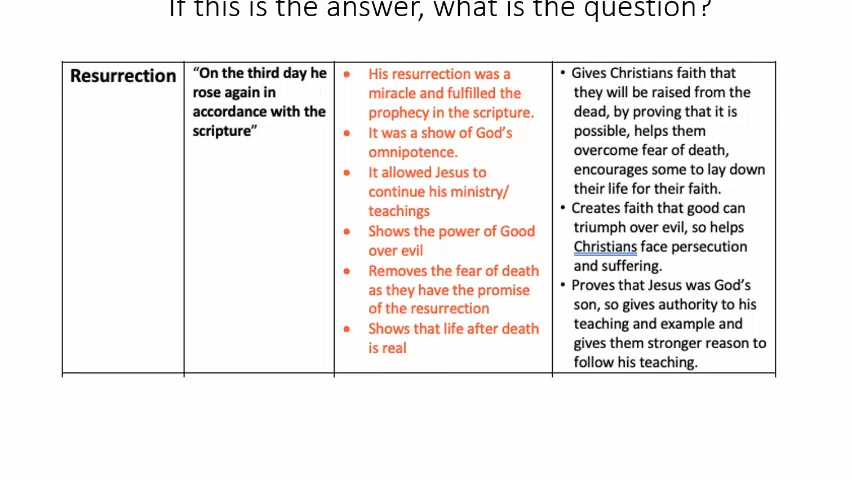 If this is the answer, what is the question?
Resurrection
"On the third day he
rose again in
accordance with the
scripture"
• His resurrection was a
miracle and fulfilled the
prophecy in the scripture.
• It was a show of God's
omnipotence.
• It allowed Jesus to
continue his ministry/
teachings
• Shows the power of Good
over evil
• Removes the fear of death
as they have the promise
of the resurrection
• Shows that life after death
is real
• Gives Christians faith that
they will be raised from the
dead, by proving that it is
possible, helps them
overcome fear of death,
encourages some to lay down
their life for their faith.
• Creates faith that good can
triumph over evil, so helps
Christians face persecution
and suffering.
• Proves that Jesus was God's
son, so gives authority to his
teaching and example and
gives them stronger reason to
follow his teaching.